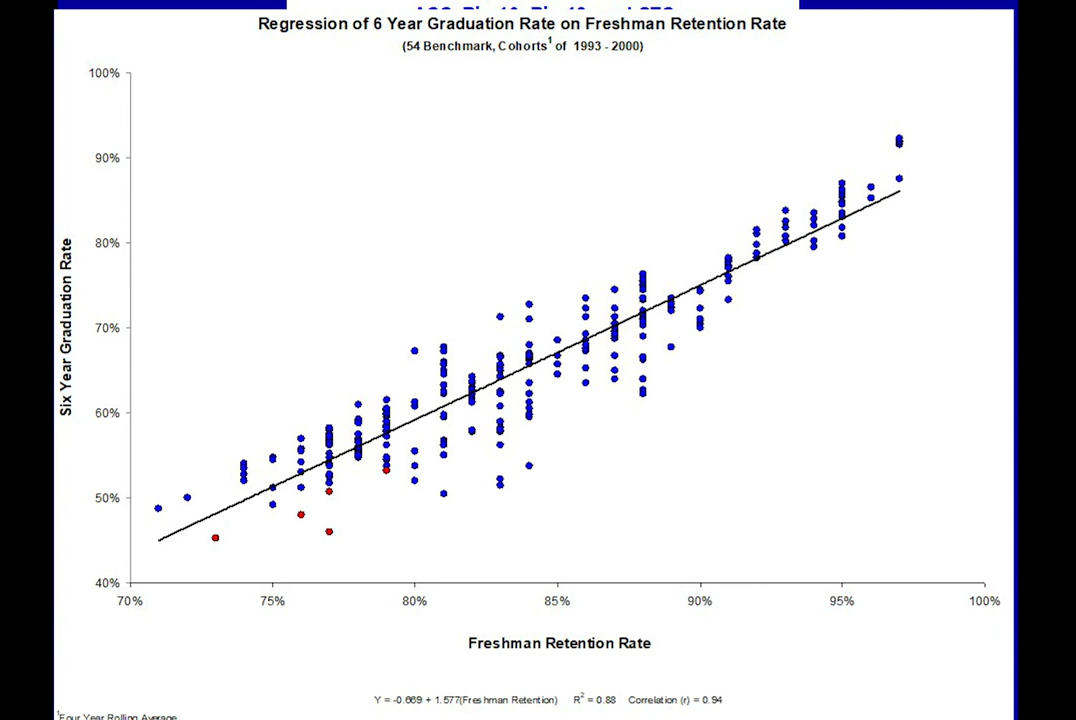 Regression of 6 Year Graduation Rate on Freshman Retention Rate
(54 Benchmark, Cohorts¹ of 1993 - 2000)
100%
90%
80%
70%
60%
50%
40%
Six Year Graduation Rate
70%
75%
80%
85%
90%
95%
100%
Freshman Retention Rate
Y = -0.669 + 1.577(Freshman Retention) R² = 0.88 Correlation (r) = 0.94
¹Four Year Rolling Average